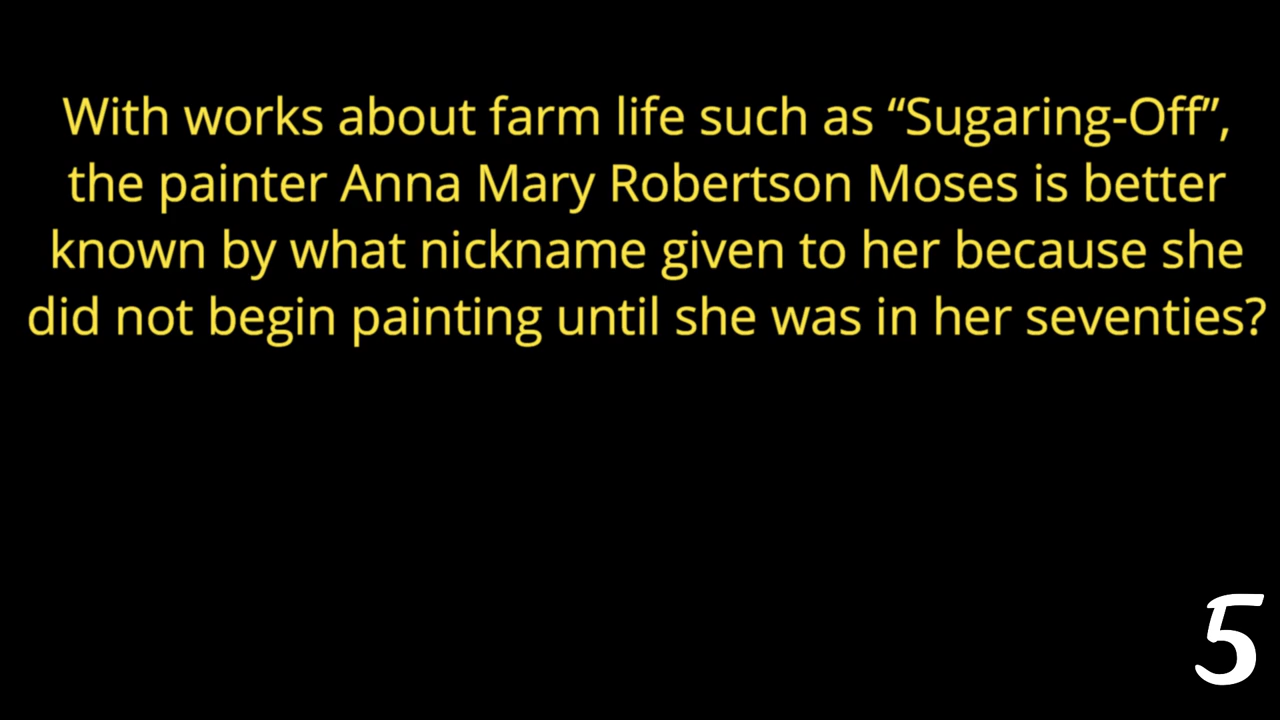 With works about farm life such as “Sugaring-Off”,
the painter Anna Mary Robertson Moses is better
known by what nickname given to her because she
did not begin painting until she was in her seventies?
5